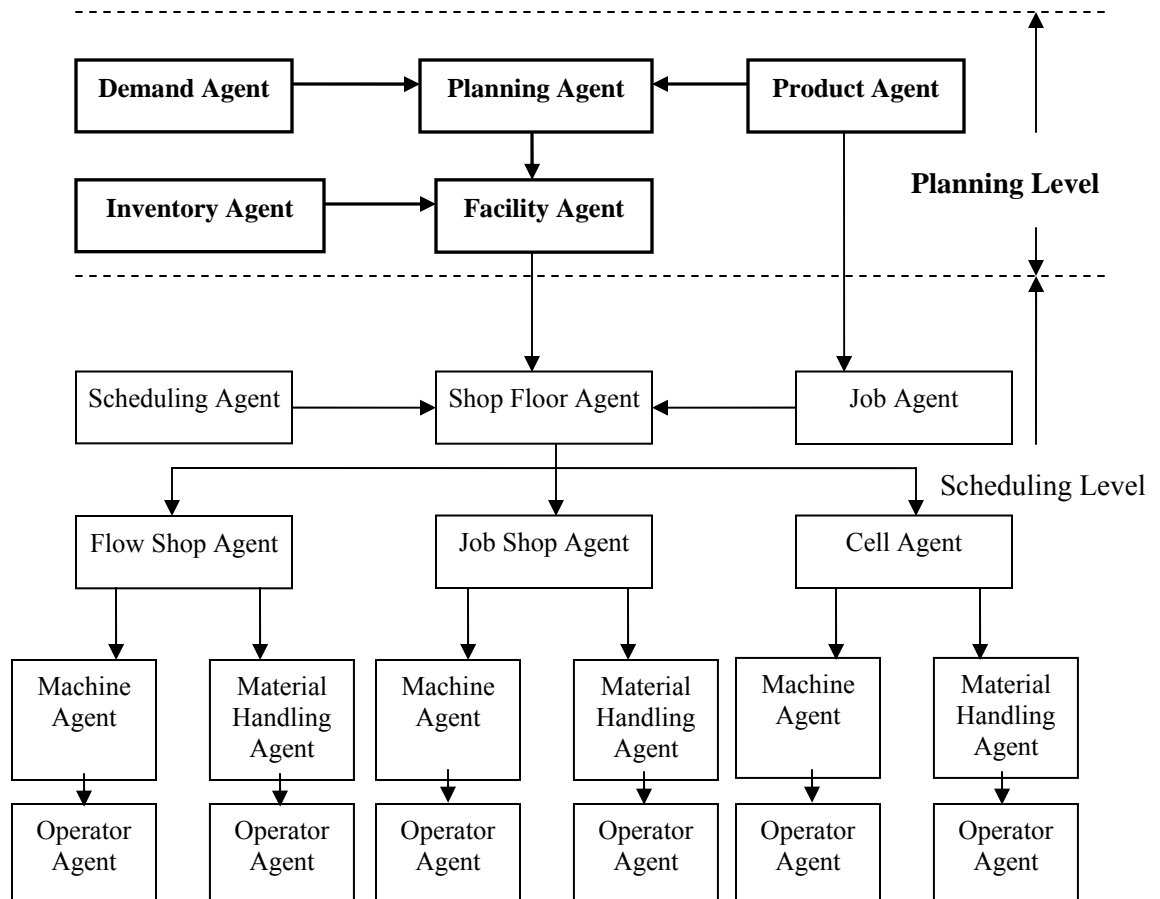 Demand Agent
Planning Agent
Product Agent
Planning Level
Inventory Agent
Facility Agent
Scheduling Agent
Shop Floor Agent
Job Agent
Scheduling Level
Flow Shop Agent
Job Shop Agent
Cell Agent
Machine
Agent
Material
Handling
Agent
Machine
Agent
Material
Handling
Agent
Machine
Agent
Material
Handling
Agent
Operator
Agent
Operator
Agent
Operator
Agent
Operator
Agent
Operator
Agent
Operator
Agent